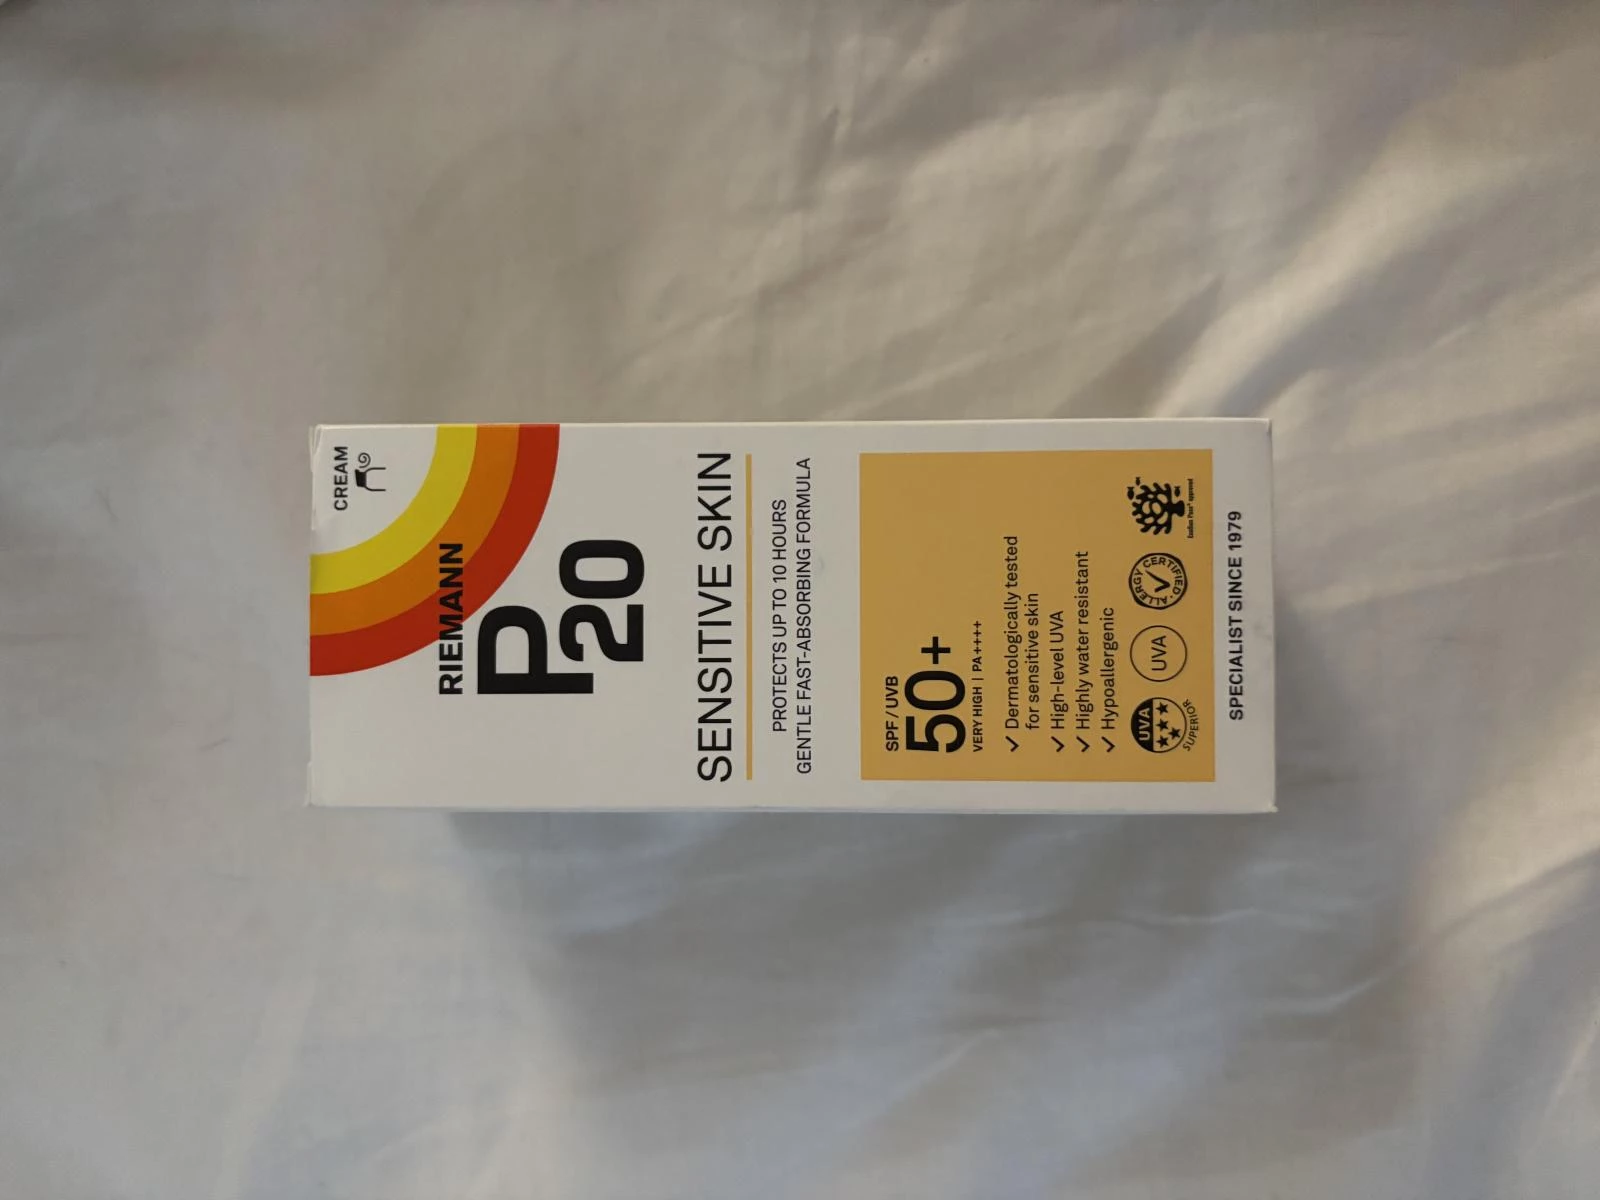 CREAM
RIEMANN
P20
SENSITIVE SKIN
PROTECTS UP TO 10 HOURS
GENTLE FAST-ABSORBING FORMULA
SPF / UVB
50+
VERY HIGH | PA++++
✓ Dermatologically tested
for sensitive skin
✓ High-level UVA
✓ Highly water resistant
✓ Hypoallergenic
UVA
SUPERIOR
UVA
ALLERGY CERTIFIED
SPECIALIST SINCE 1979